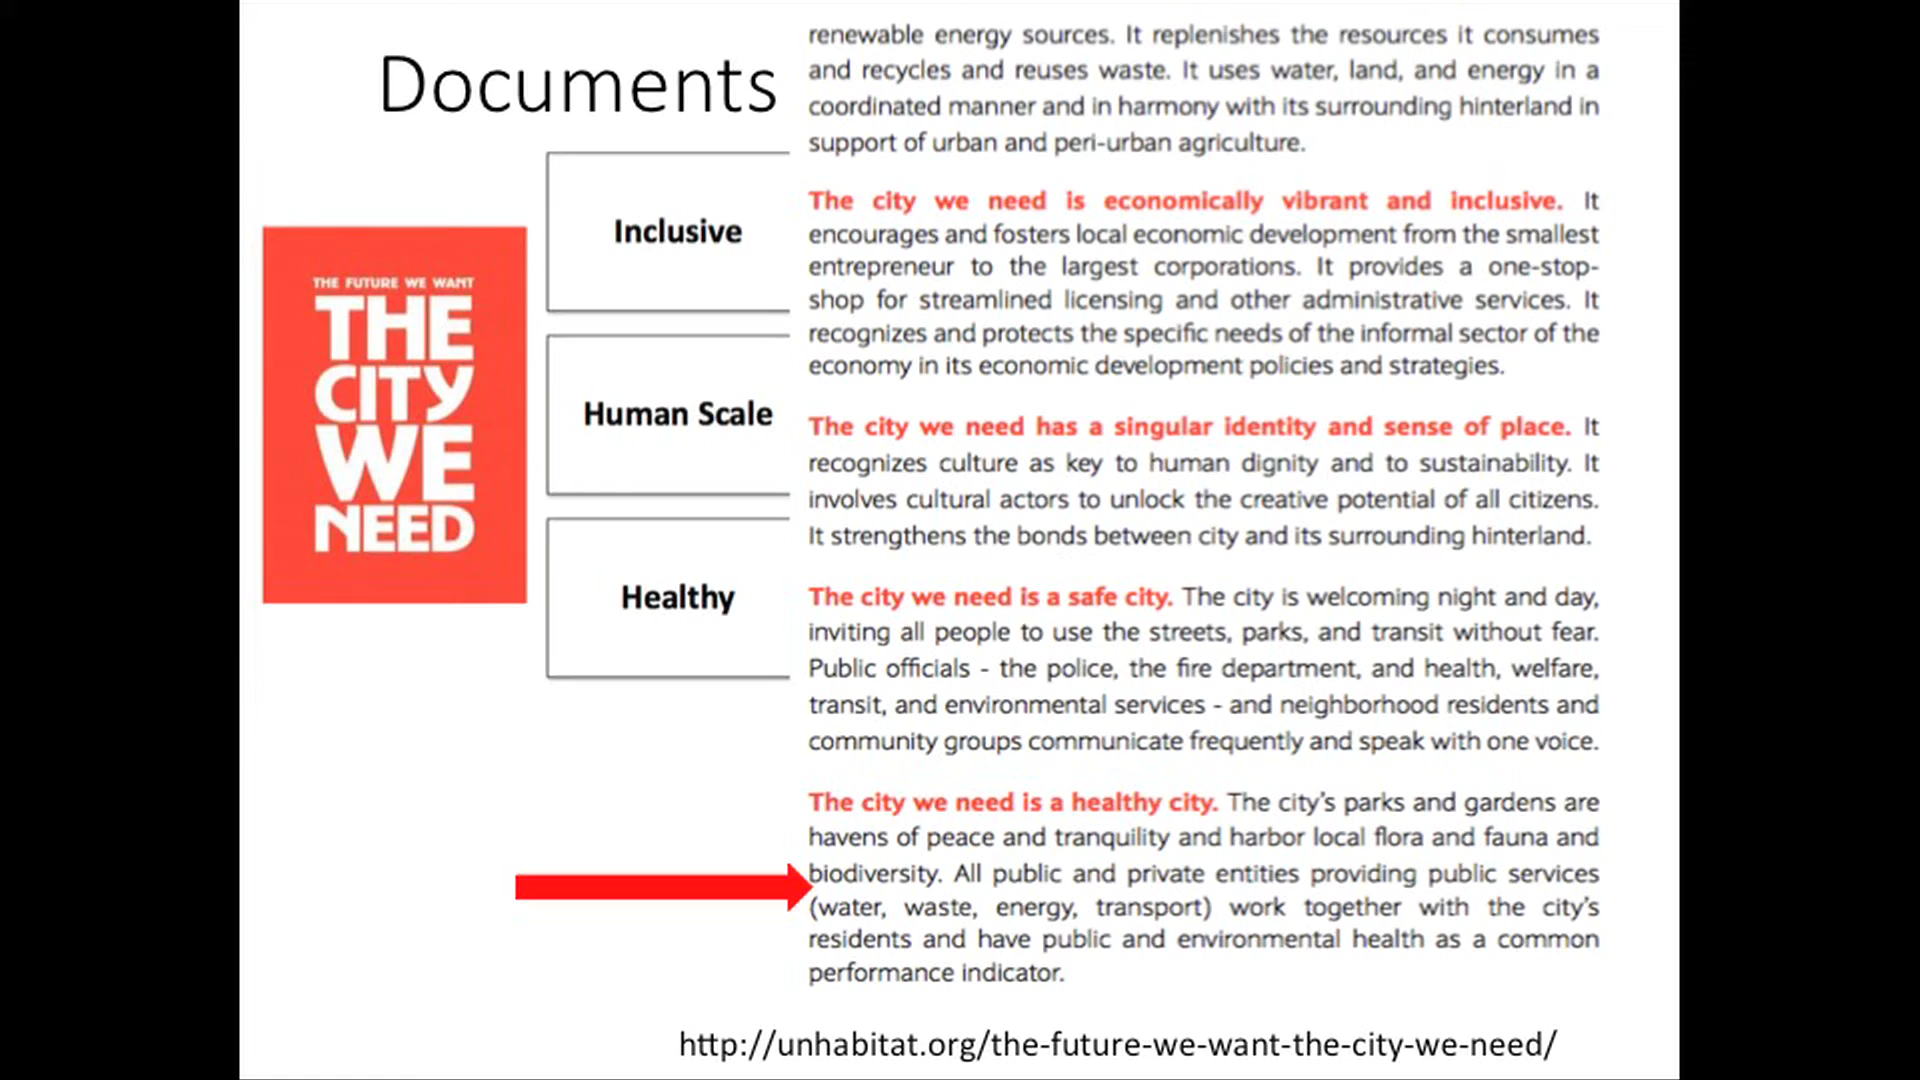 Documents
THE FUTURE WE WANT
THE
CITY
WE
NEED
Inclusive
Human Scale
Healthy
renewable energy sources. It replenishes the resources it consumes
and recycles and reuses waste. It uses water, land, and energy in a
coordinated manner and in harmony with its surrounding hinterland in
support of urban and peri-urban agriculture.
The city we need is economically vibrant and inclusive. It
encourages and fosters local economic development from the smallest
entrepreneur to the largest corporations. It provides a one-stop-
shop for streamlined licensing and other administrative services. It
recognizes and protects the specific needs of the informal sector of the
economy in its economic development policies and strategies.
The city we need has a singular identity and sense of place. It
recognizes culture as key to human dignity and to sustainability. It
involves cultural actors to unlock the creative potential of all citizens.
It strengthens the bonds between city and its surrounding hinterland.
The city we need is a safe city. The city is welcoming night and day,
inviting all people to use the streets, parks, and transit without fear.
Public officials - the police, the fire department, and health, welfare,
transit, and environmental services - and neighborhood residents and
community groups communicate frequently and speak with one voice.
The city we need is a healthy city. The city's parks and gardens are
havens of peace and tranquility and harbor local flora and fauna and
biodiversity. All public and private entities providing public services
(water, waste, energy, transport) work together with the city's
residents and have public and environmental health as a common
performance indicator.
http://unhabitat.org/the-future-we-want-the-city-we-need/